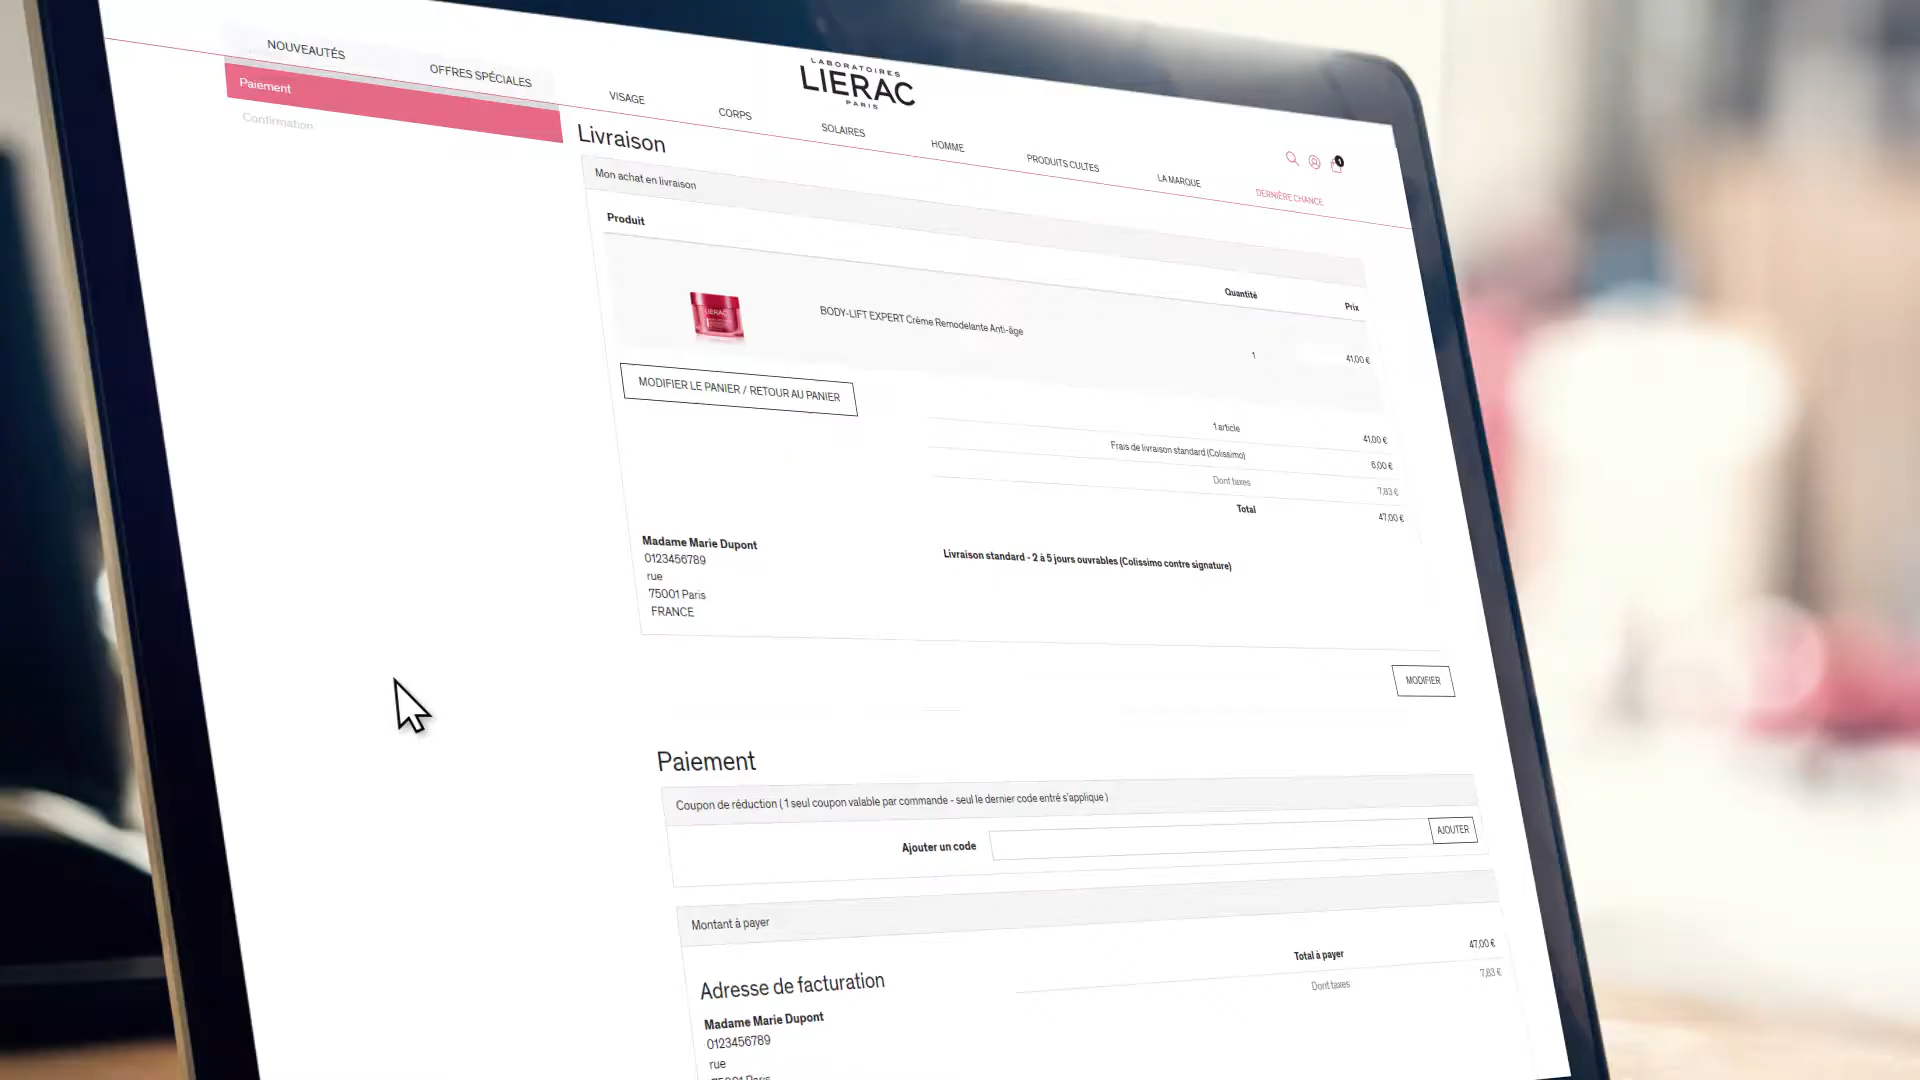 LABORATOIRES
LIERAC
PARIS
NOUVEAUTÉS
OFFRES SPÉCIALES
VISAGE
CORPS
SOLAIRES
HOMME
PRODUITS CULTES
LA MARQUE
DERNIÈRE CHANCE
1
Paiement
Confirmation
Livraison
Mon achat en livraison
Produit
Quantité
Prix
LIERAC
BODY-LIFT EXPERT Crème Remodelante Anti-âge
1
41,00 €
MODIFIER LE PANIER / RETOUR AU PANIER
1 article
41,00 €
Frais de livraison standard (Colissimo)
6,00 €
Dont taxes
7,83 €
Total
47,00 €
Madame Marie Dupont
0123456789
rue
75001 Paris
FRANCE
Livraison standard - 2 à 5 jours ouvrables (Colissimo contre signature)
MODIFIER
Paiement
Coupon de réduction ( 1 seul coupon valable par commande - seul le dernier code entré s'applique )
Ajouter un code
AJOUTER
Montant à payer
Total à payer
47,00 €
Dont taxes
7,83 €
Adresse de facturation
Madame Marie Dupont
0123456789
rue
75001 Paris